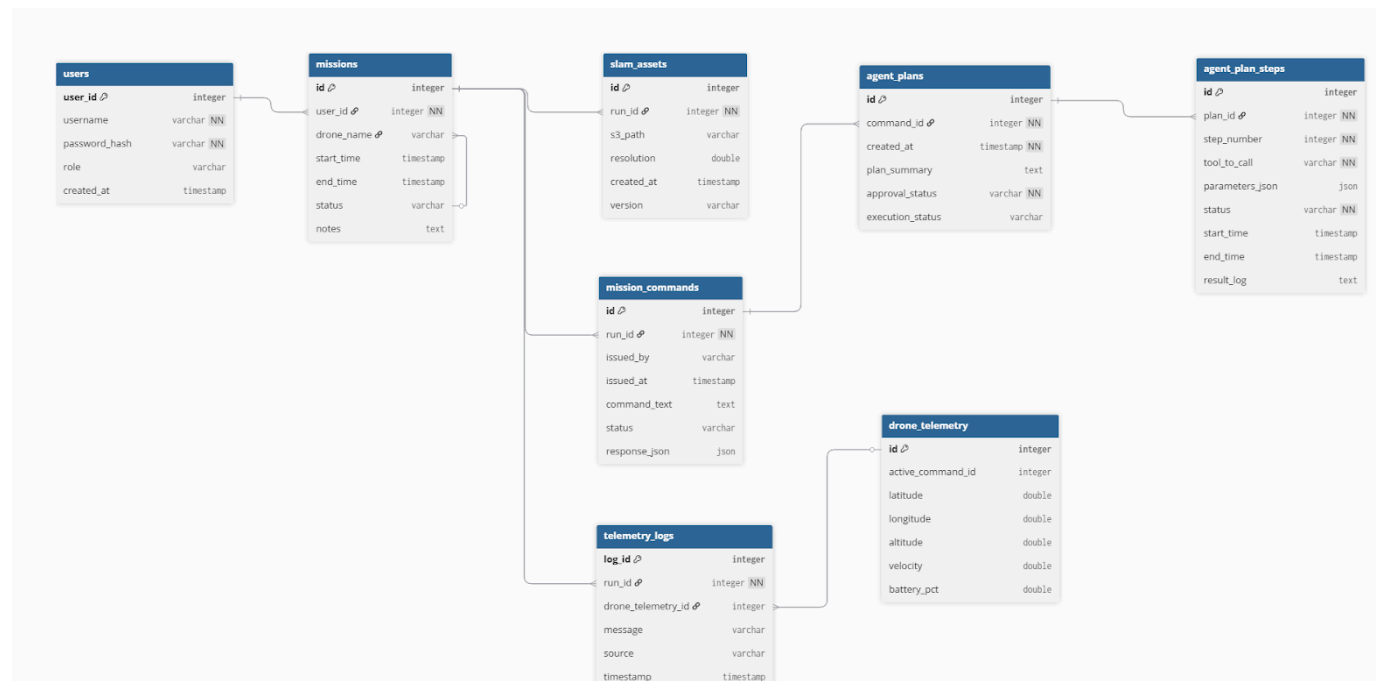 users
user_id integer
username varchar NN
password_hash varchar NN
role varchar
created_at timestamp
missions
id integer
user_id integer NN
drone_name varchar
start_time timestamp
end_time timestamp
status varchar
notes text
slam_assets
id integer
run_id integer NN
s3_path varchar
resolution double
created_at timestamp
version varchar
agent_plans
id integer
command_id integer NN
created_at timestamp NN
plan_summary text
approval_status varchar NN
execution_status varchar
agent_plan_steps
id integer
plan_id integer NN
step_number integer NN
tool_to_call varchar NN
parameters_json json
status varchar NN
start_time timestamp
end_time timestamp
result_log text
mission_commands
id integer
run_id integer NN
issued_by varchar
issued_at timestamp
command_text text
status varchar
response_json json
drone_telemetry
id integer
active_command_id integer
latitude double
longitude double
altitude double
velocity double
battery_pct double
telemetry_logs
log_id integer
run_id integer NN
drone_telemetry_id integer
message varchar
source varchar
timestamp timestamp